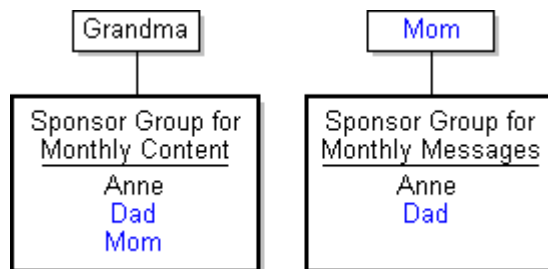 Grandma
Sponsor Group for
Monthly Content
Anne
Dad
Mom
Mom
Sponsor Group for
Monthly Messages
Anne
Dad